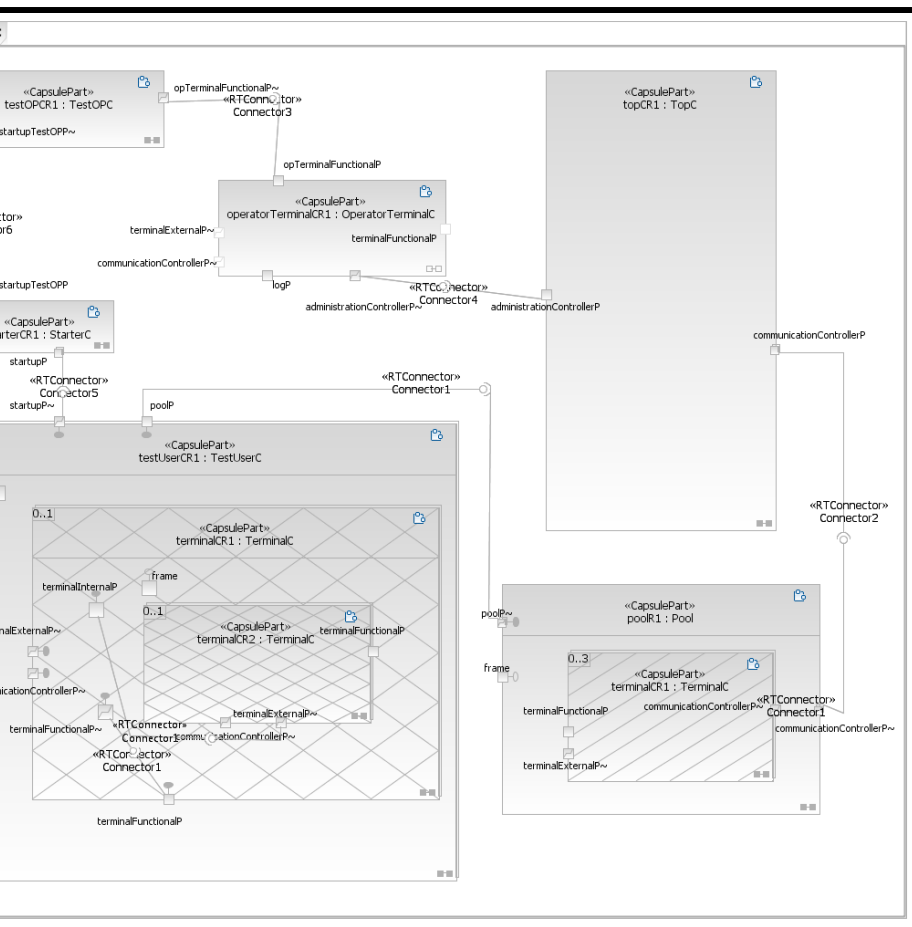 «CapsulePart»
testOPCR1 : TestOPC
startupTestOPP~
opTerminalFunctionalP~
«RTConnector»
Connector3
opTerminalFunctionalP
«CapsulePart»
operatorTerminalCR1 : OperatorTerminalC
terminalExternalP~
terminalFunctionalP
communicationControllerP~
logP
«RTConnector»
Connector4
administrationControllerP~
administrationControllerP
«CapsulePart»
topCR1 : TopC
communicationControllerP
startupTestOPP
«CapsulePart»
StarterC
startupP
«RTConnector»
Connector5
startupP~
poolP
«RTConnector»
Connector1
«CapsulePart»
testUserCR1 : TestUserC
0..1
«CapsulePart»
terminalCR1 : TerminalC
terminalInternalP
frame
0..1
«CapsulePart»
terminalCR2 : TerminalC
terminalFunctionalP
terminalFunctionalP~
terminalExternalP~
«RTConnector»
Connector1
communicationControllerP~
«RTConnector»
Connector1
terminalFunctionalP
«RTConnector»
Connector2
poolP~
«CapsulePart»
poolR1 : Pool
frame
0..3
«CapsulePart»
terminalCR1 : TerminalC
terminalFunctionalP
communicationControllerP~
«RTConnector»
Connector1
communicationControllerP~
terminalExternalP~